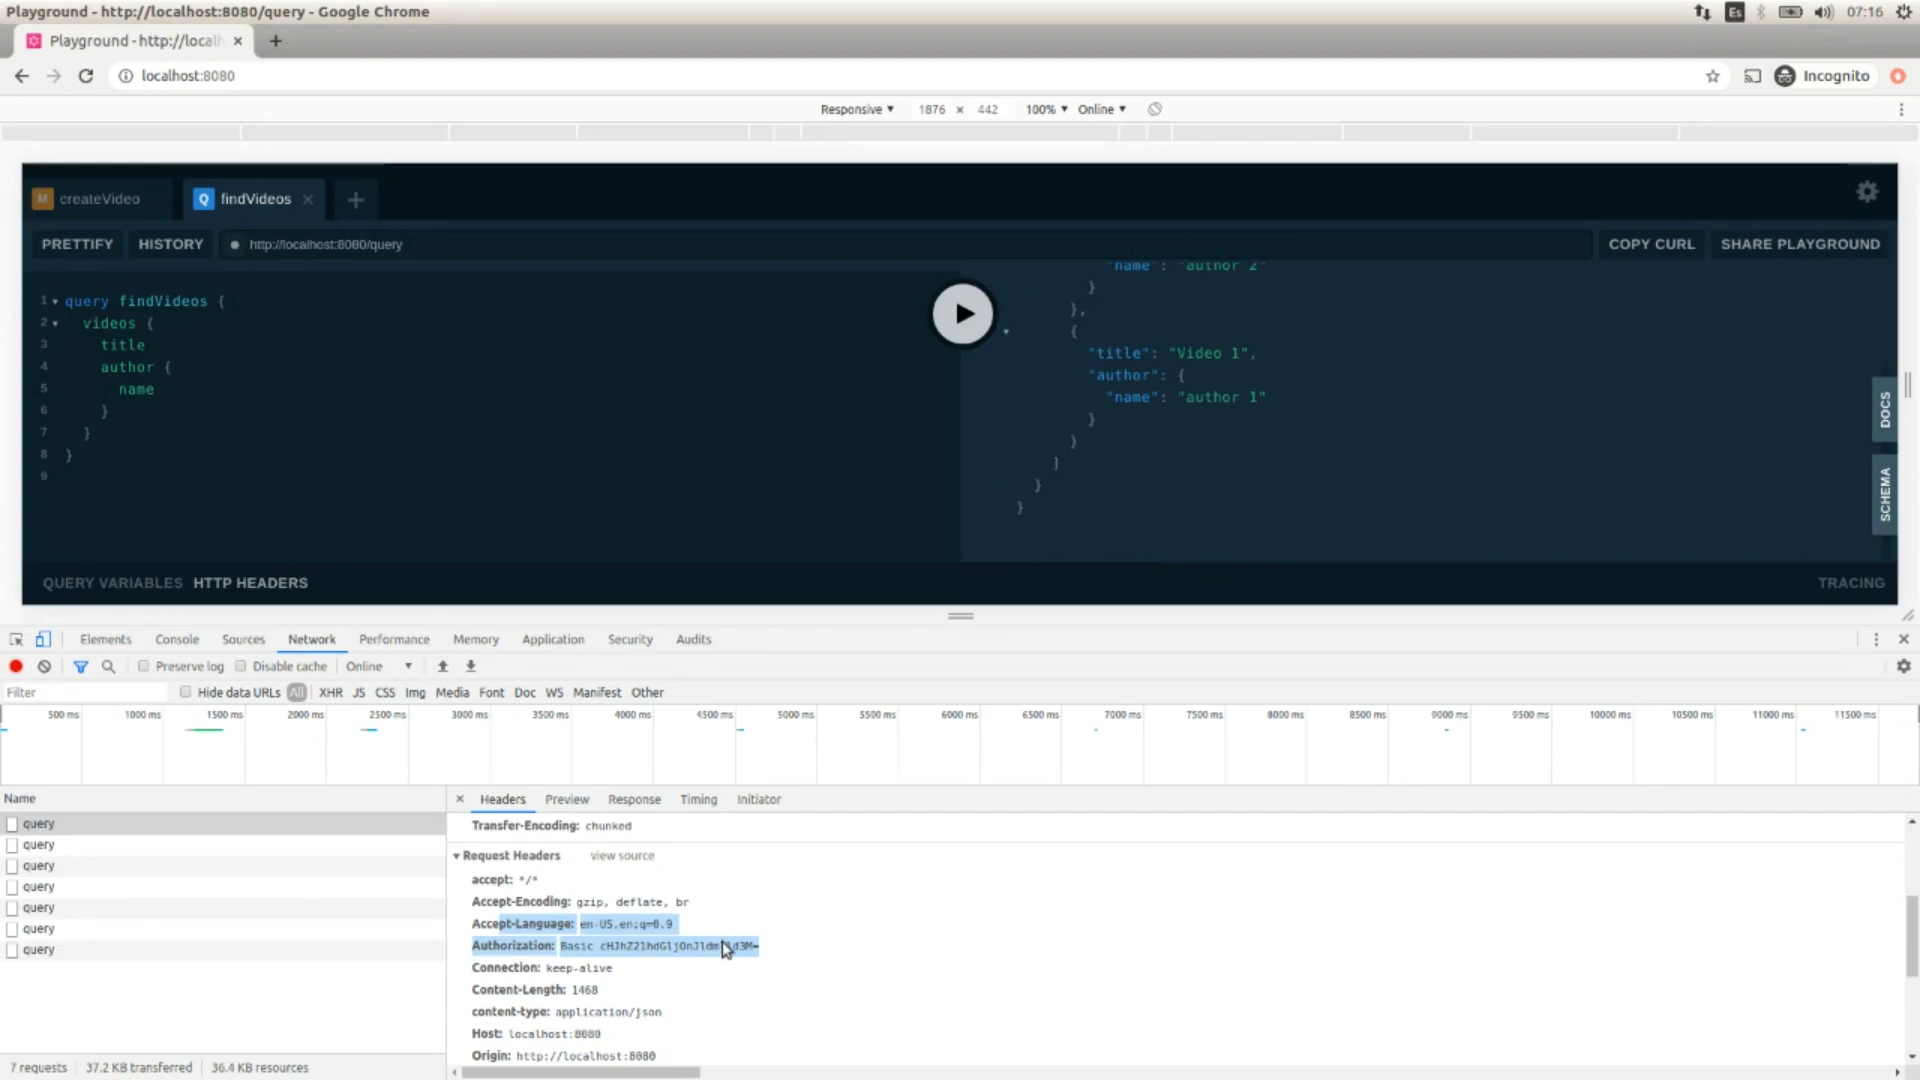 Playground - http://localhost:8080/query - Google Chrome
Es
07:16
Playground - http://local
localhost:8080
Incognito
Responsive ▼ 1876 × 442 100% ▼ Online ▼
M createVideo
Q findVideos
PRETTIFY
HISTORY
http://localhost:8080/query
COPY CURL
SHARE PLAYGROUND
1 query findVideos {
2 videos {
3 title
4 author {
5 name
6 }
7 }
8 }
9
"name": "author 2"
}
},
{
"title": "Video 1",
"author": {
"name": "author 1"
}
}
]
}
}
DOCS
SCHEMA
QUERY VARIABLES HTTP HEADERS
TRACING
Elements Console Sources Network Performance Memory Application Security Audits
Preserve log Disable cache Online ▼
Filter Hide data URLs All XHR JS CSS Img Media Font Doc WS Manifest Other
500 ms 1000 ms 1500 ms 2000 ms 2500 ms 3000 ms 3500 ms 4000 ms 4500 ms 5000 ms 5500 ms 6000 ms 6500 ms 7000 ms 7500 ms 8000 ms 8500 ms 9000 ms 9500 ms 10000 ms 10500 ms 11000 ms 11500 ms
Name
query
query
query
query
query
query
query
7 requests 37.2 KB transferred 36.4 KB resources
Headers Preview Response Timing Initiator
Transfer-Encoding: chunked
Request Headers view source
accept: */*
Accept-Encoding: gzip, deflate, br
Accept-Language: en-US,en;q=0.9
Authorization: Basic
Connection: keep-alive
Content-Length: 1468
content-type: application/json
Host: localhost:8080
Origin: http://localhost:8080